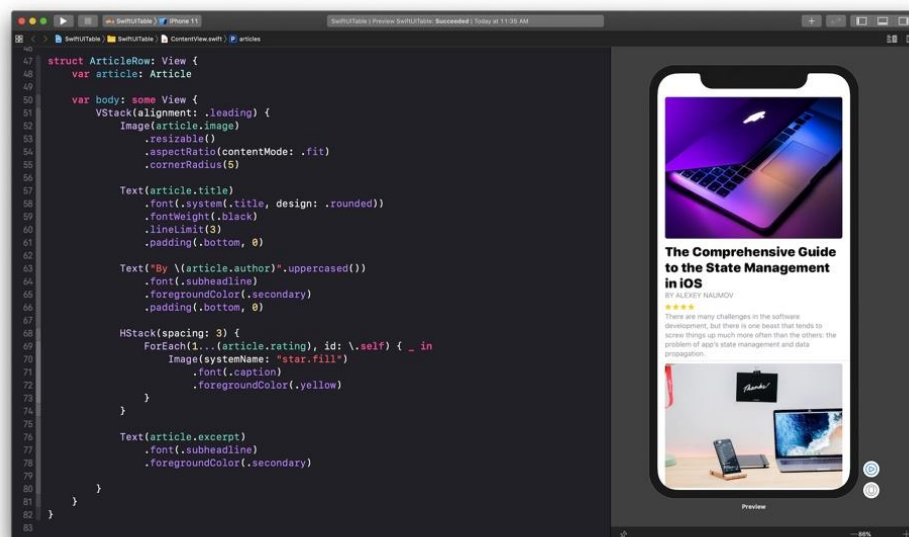 SwiftUITable
iPhone 11
SwiftUITable | Preview SwiftUITable: Succeeded | Today at 11:35 AM
SwiftUITable
SwiftUITable
ContentView.swift
P articles
46
47 struct ArticleRow: View {
48 var article: Article
49
50 var body: some View {
51 VStack(alignment: .leading) {
52 Image(article.image)
53 .resizable()
54 .aspectRatio(contentMode: .fit)
55 .cornerRadius(5)
56
57 Text(article.title)
58 .font(.system(.title, design: .rounded))
59 .fontWeight(.black)
60 .lineLimit(3)
61 .padding(.bottom, 0)
62
63 Text("By \(article.author)".uppercased())
64 .font(.subheadline)
65 .foregroundColor(.secondary)
66 .padding(.bottom, 0)
67
68 HStack(spacing: 3) {
69 ForEach(1...(article.rating), id: \.self) { _ in
70 Image(systemName: "star.fill")
71 .font(.caption)
72 .foregroundColor(.yellow)
73 }
74 }
75
76 Text(article.excerpt)
77 .font(.subheadline)
78 .foregroundColor(.secondary)
79
80 }
81 }
82 }
83
The Comprehensive Guide
to the State Management
in iOS
BY ALEXEY NAUMOV
There are many challenges in the software
development, but there is one beast that tends to
screw things up much more often than the others: the
problem of app's state management and data
propagation.
Thanks!
Preview
86%